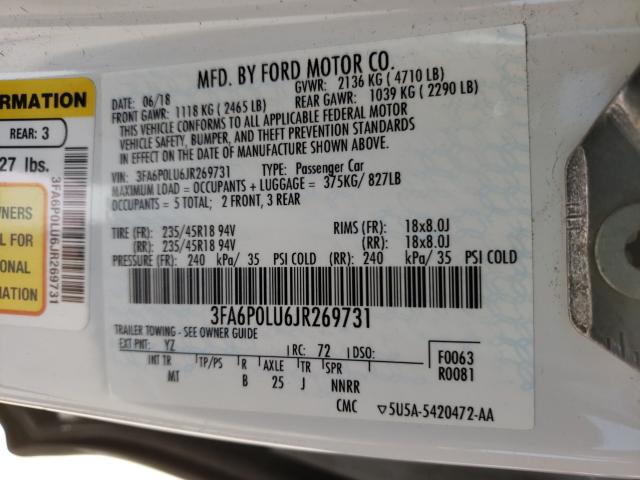 MFD. BY FORD MOTOR CO.
DATE: 06/18 GVWR: 2136 KG ( 4710 LB)
FRONT GAWR: 1118 KG ( 2465 LB) REAR GAWR: 1039 KG ( 2290 LB)
THIS VEHICLE CONFORMS TO ALL APPLICABLE FEDERAL MOTOR
VEHICLE SAFETY, BUMPER, AND THEFT PREVENTION STANDARDS
IN EFFECT ON THE DATE OF MANUFACTURE SHOWN ABOVE.
VIN: 3FA6P0LU6JR269731 TYPE: Passenger Car
MAXIMUM LOAD = OCCUPANTS + LUGGAGE = 375KG/ 827LB
OCCUPANTS = 5 TOTAL; 2 FRONT, 3 REAR
TIRE (FR): 235/45R18 94V RIMS (FR): 18x8.0J
(RR): 235/45R18 94V (RR): 18x8.0J
PRESSURE (FR): 240 kPa/ 35 PSI COLD (RR): 240 kPa/ 35 PSI COLD
3FA6P0LU6JR269731
TRAILER TOWING - SEE OWNER GUIDE
EXT PNT: YZ RC: 72 DSO:
INT TR TP/PS R AXLE TR SPR
MT B 25 J NNRR
F0063
R0081
CMC 5U5A-5420472-AA
ORMATION
REAR: 3
27 lbs.
WNERS
L FOR
ONAL
MATION
3FA6P0LU6JR269731